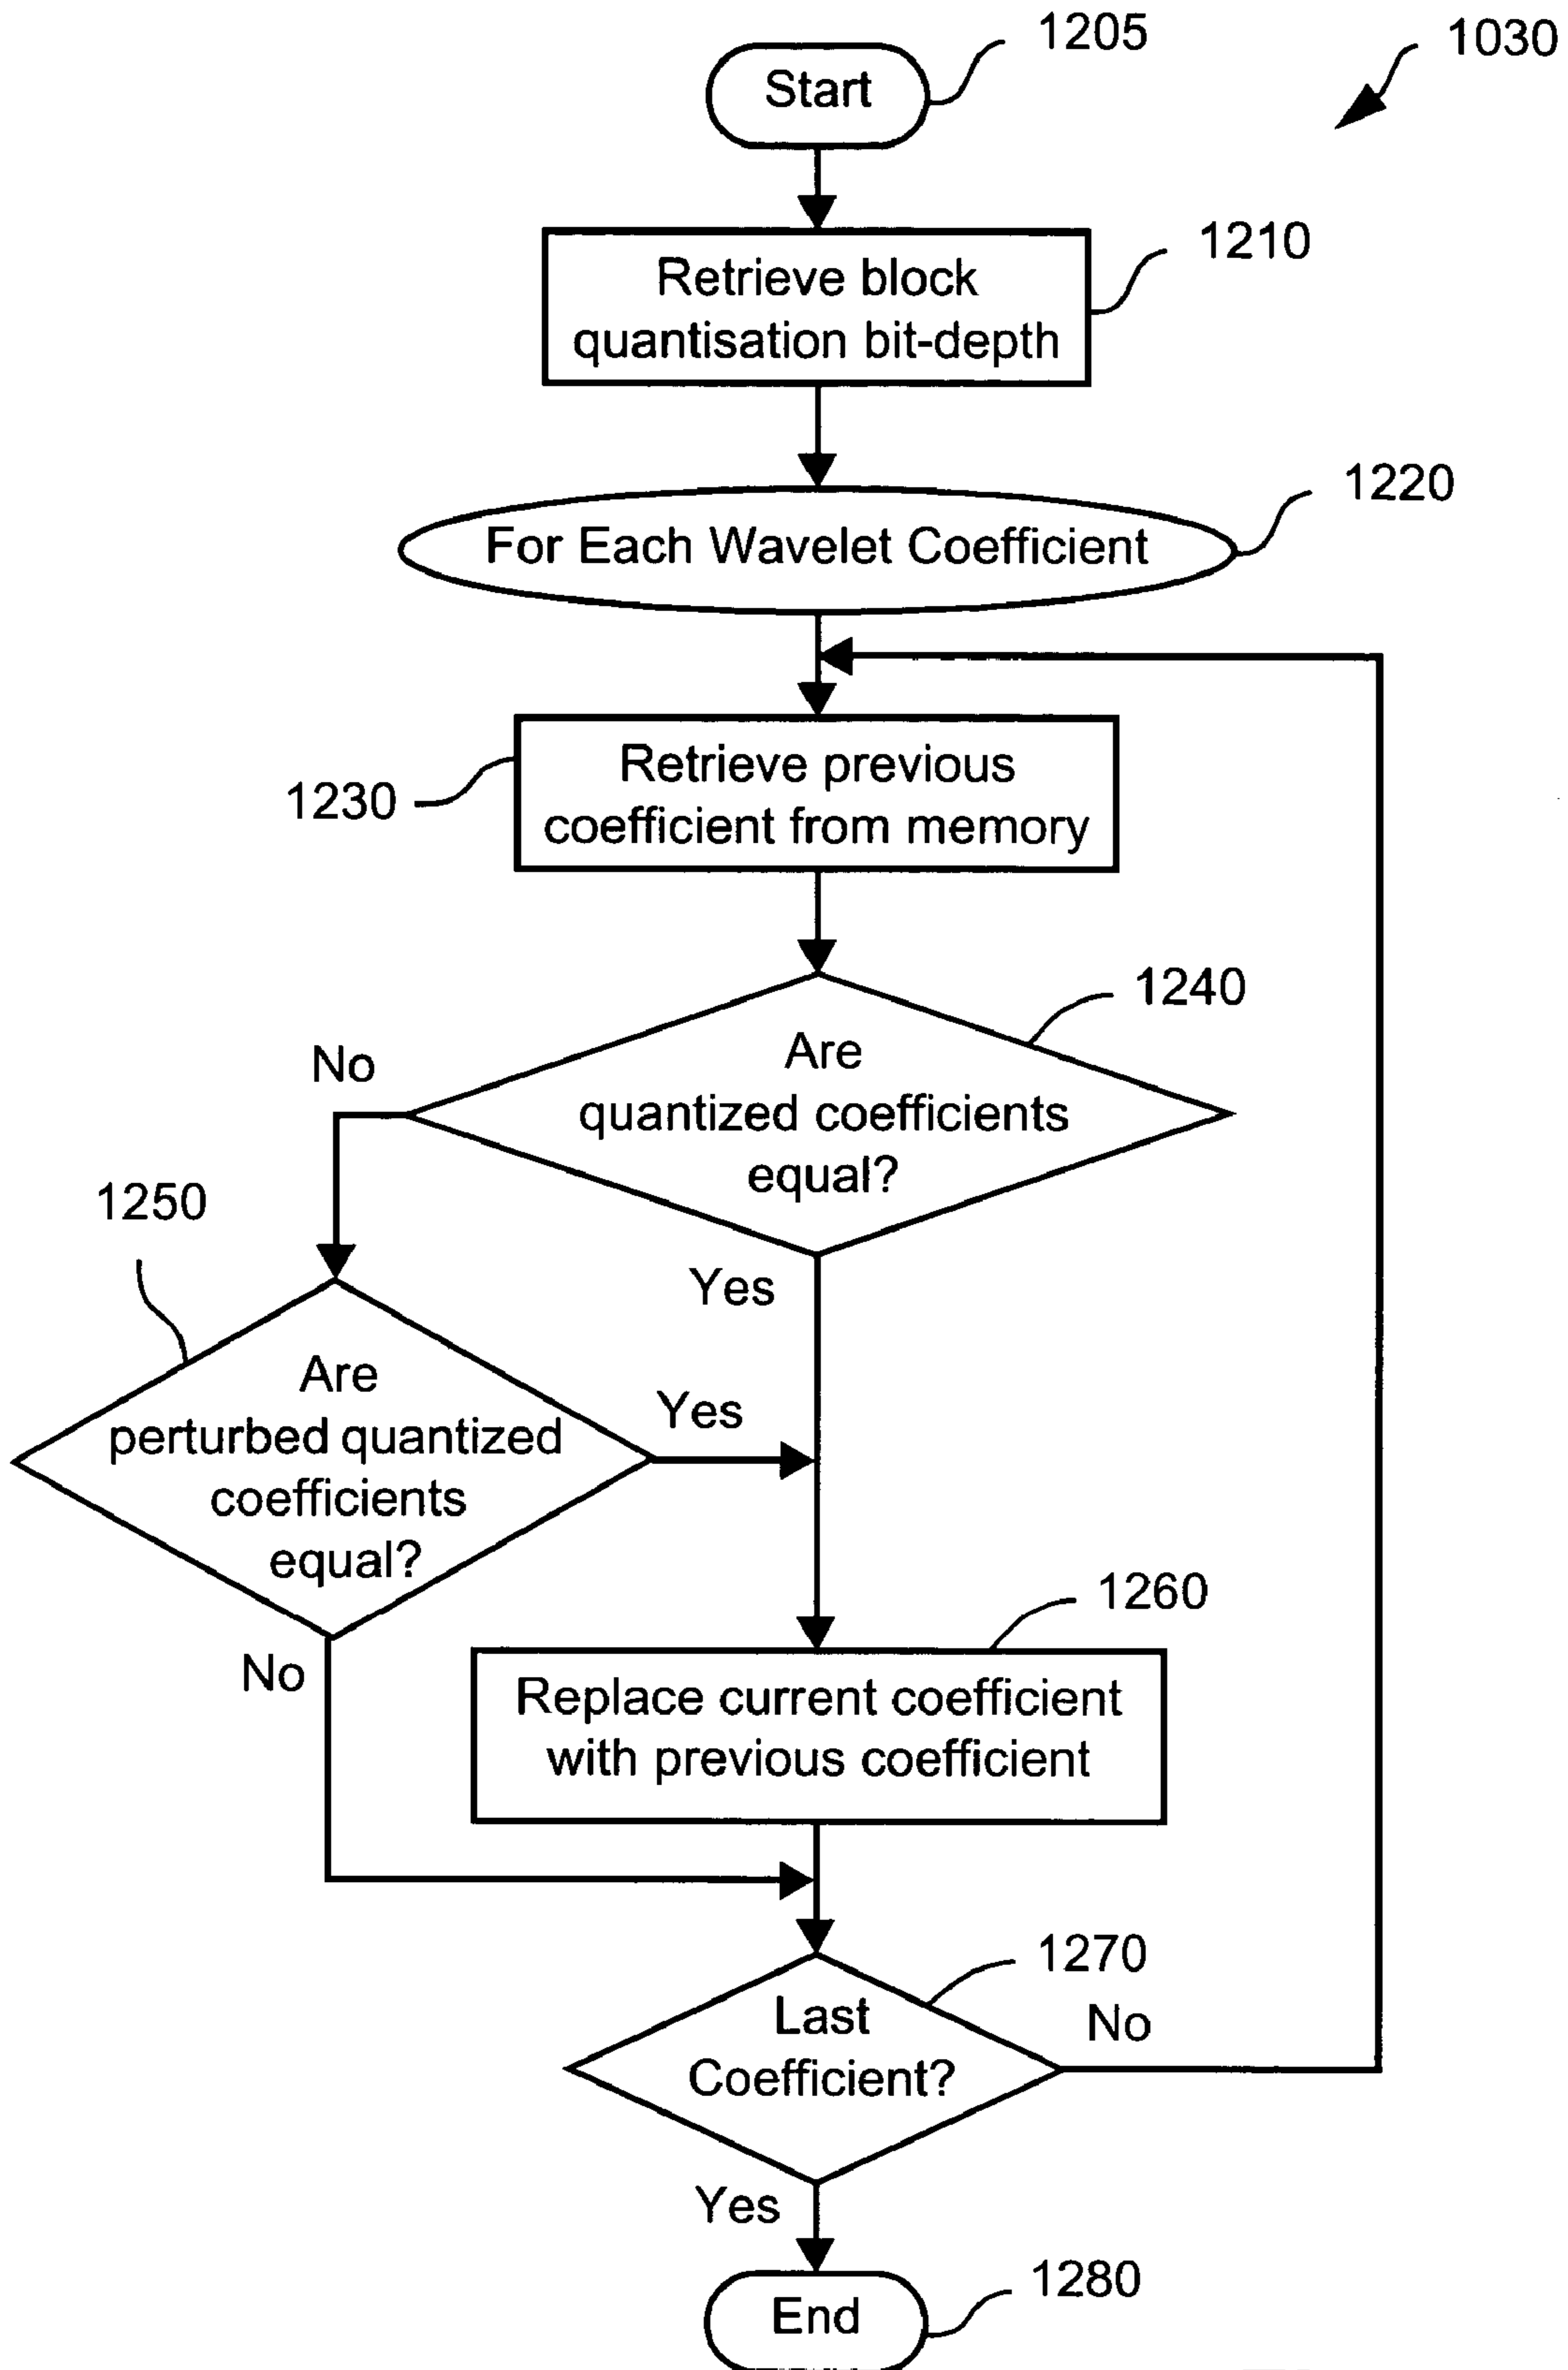 1205
1030
Start
1210
Retrieve block
quantisation bit-depth
1220
For Each Wavelet Coefficient
1230
Retrieve previous
coefficient from memory
1240
No
Are
quantized coefficients
equal?
1250
Yes
Are
perturbed quantized
coefficients
equal?
Yes
1260
No
Replace current coefficient
with previous coefficient
1270
Last
Coefficient?
No
Yes
1280
End